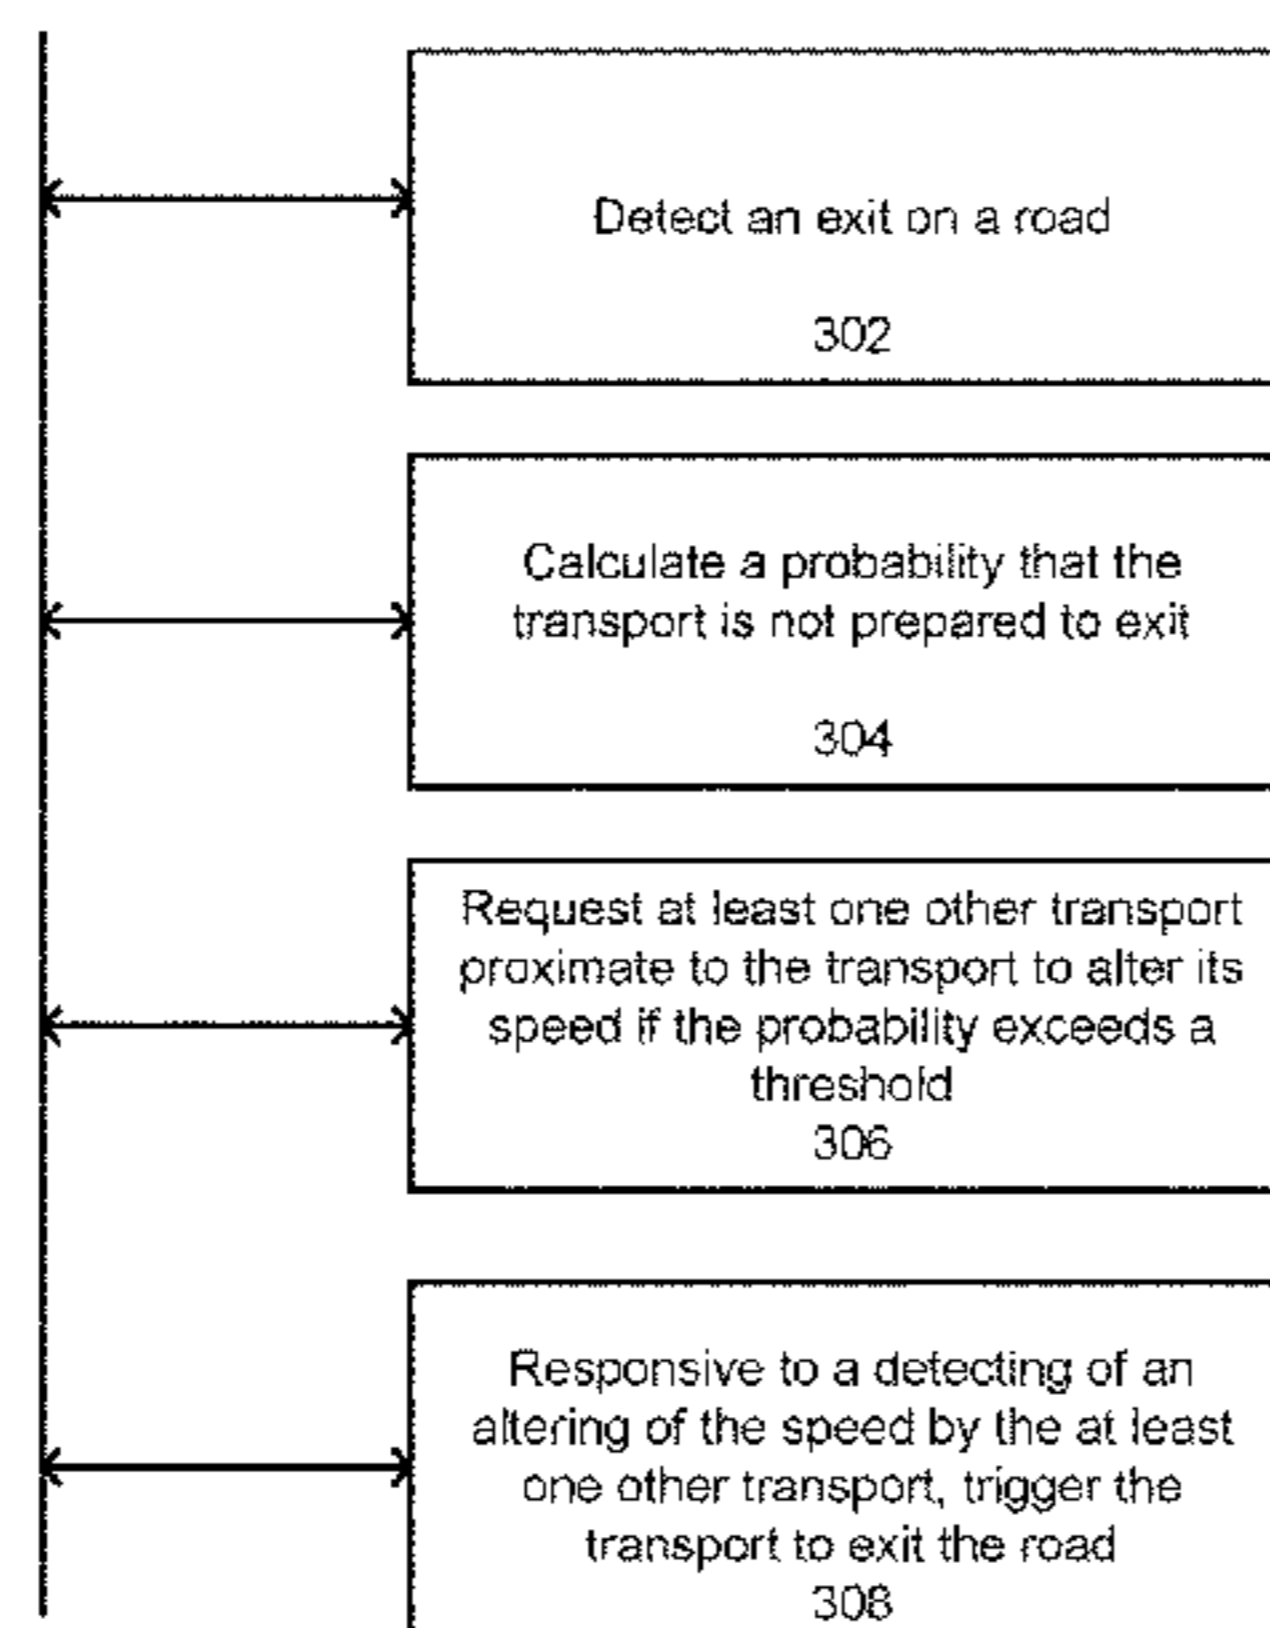 Detect an exit on a road
302
Calculate a probability that the
transport is not prepared to exit
304
Request at least one other transport
proximate to the transport to alter its
speed if the probability exceeds a
threshold
306
Responsive to a detecting of an
altering of the speed by the at least
one other transport, trigger the
transport to exit the road
308